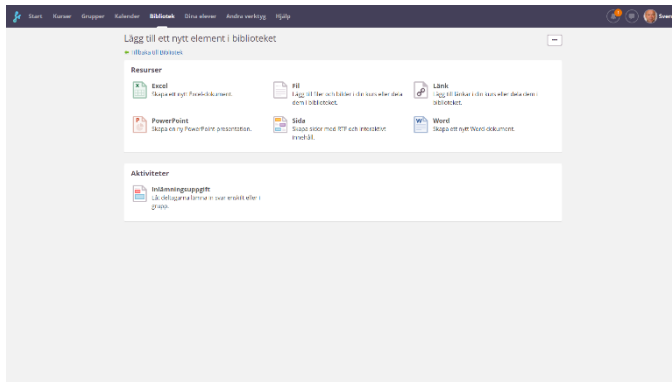 Start Kurser Grupper Kalender Bibliotek Dina elever Andra verktyg Hjälp
Lägg till ett nytt element i biblioteket
Tillbaka till Bibliotek
Resurser
Excel
Skapa ett nytt Excel-dokument.
Fil
Lägg till filer och bilder i din kurs eller dela
dem i biblioteket.
Länk
Lägg till länkar i din kurs eller dela dem i
biblioteket.
PowerPoint
Skapa en ny PowerPoint presentation.
Sida
Skapa sidor med RTF och interaktivt
innehåll.
Word
Skapa ett nytt Word dokument.
Aktiviteter
Inlämningsuppgift
Låt deltagarna lämna in svar enskilt eller i
grupp.